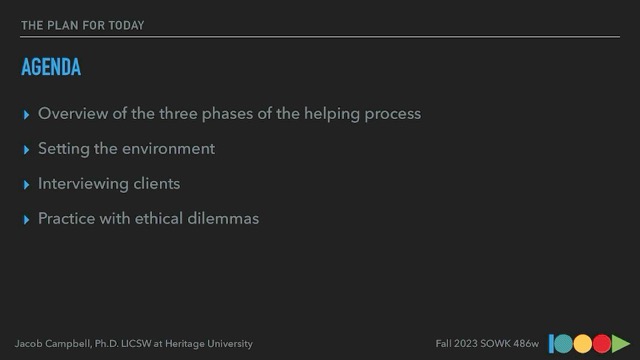 THE PLAN FOR TODAY
AGENDA
Overview of the three phases of the helping process
Setting the environment
Interviewing clients
Practice with ethical dilemmas
Jacob Campbell, Ph.D. LICSW at Heritage University
Fall 2023 SOWK 486w